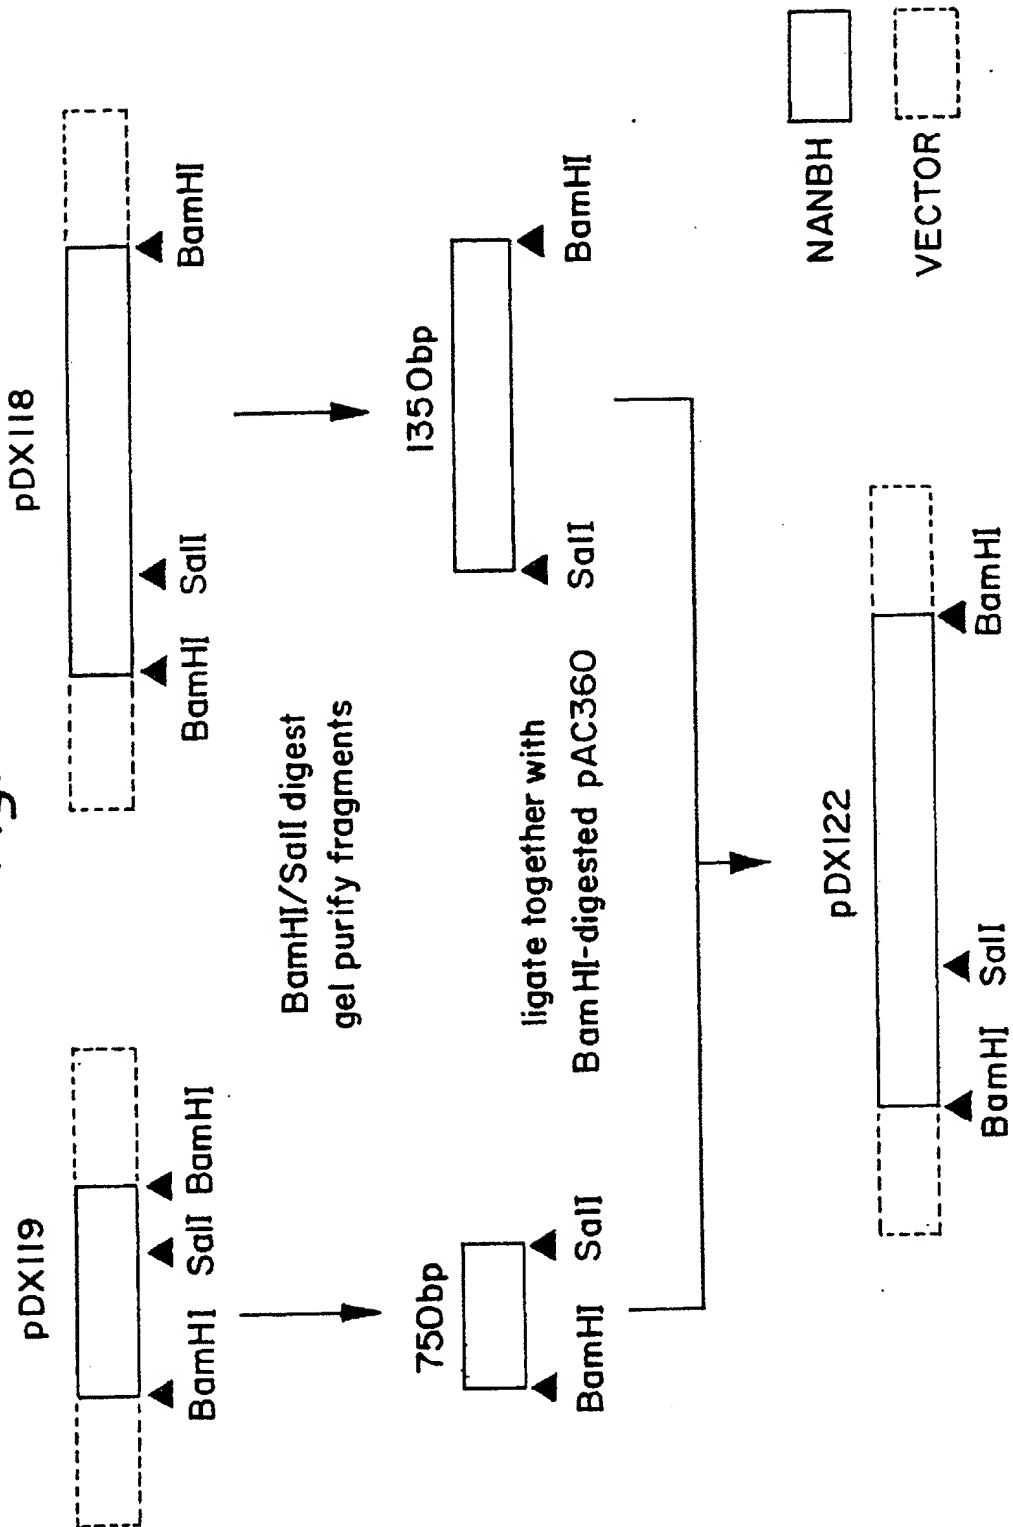 pDX119
pDX118
BamHI SalI BamHI
BamHI SalI BamHI
BamHI/SalI digest
gel purify fragments
750bp
1350bp
BamHI SalI
SalI BamHI
ligate together with
BamHI-digested pAC360
pDX122
BamHI SalI BamHI
NANBH
VECTOR